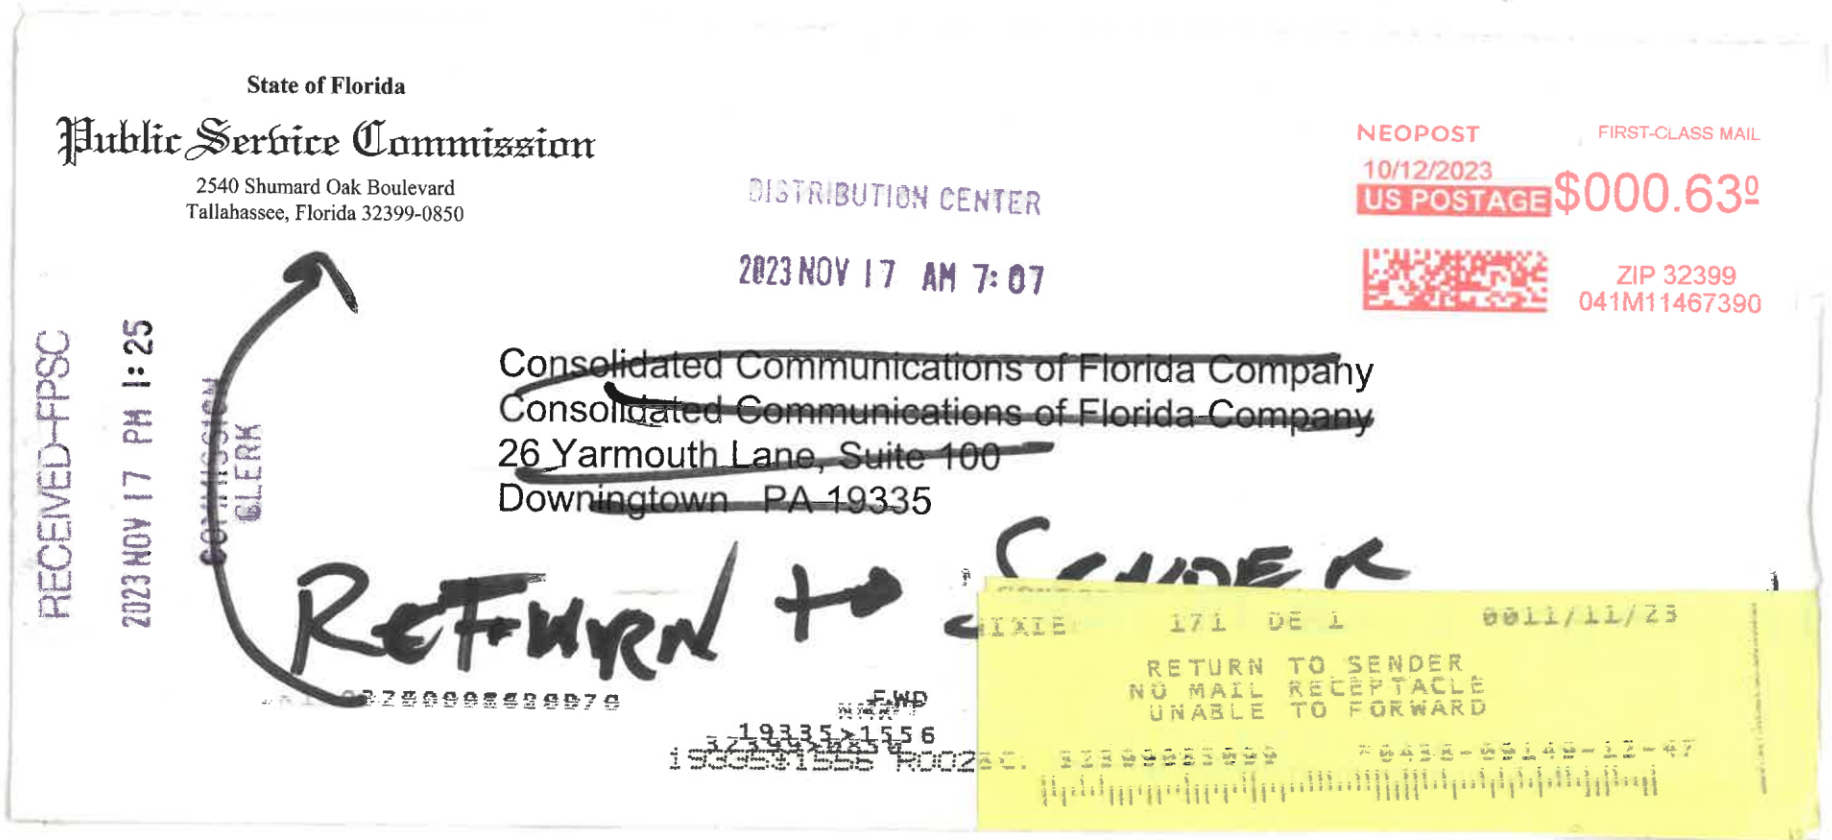 State of Florida
Public Service Commission
2540 Shumard Oak Boulevard
Tallahassee, Florida 32399-0850
NEOPOST
FIRST-CLASS MAIL
10/12/2023
US POSTAGE $000.63⁰
ZIP 32399
041M11467390
DISTRIBUTION CENTER
2023 NOV 17 AM 7:07
RECEIVED-FPSC
2023 NOV 17 PM 1:25
COMMISSION
CLERK
Consolidated Communications of Florida Company
Consolidated Communications of Florida Company
26 Yarmouth Lane, Suite 100
Downingtown PA 19335
RETURN to SENDER
NIXIE 171 DE 1 0011/11/23
RETURN TO SENDER
NO MAIL RECEPTACLE
UNABLE TO FORWARD
FWD
19335>1556